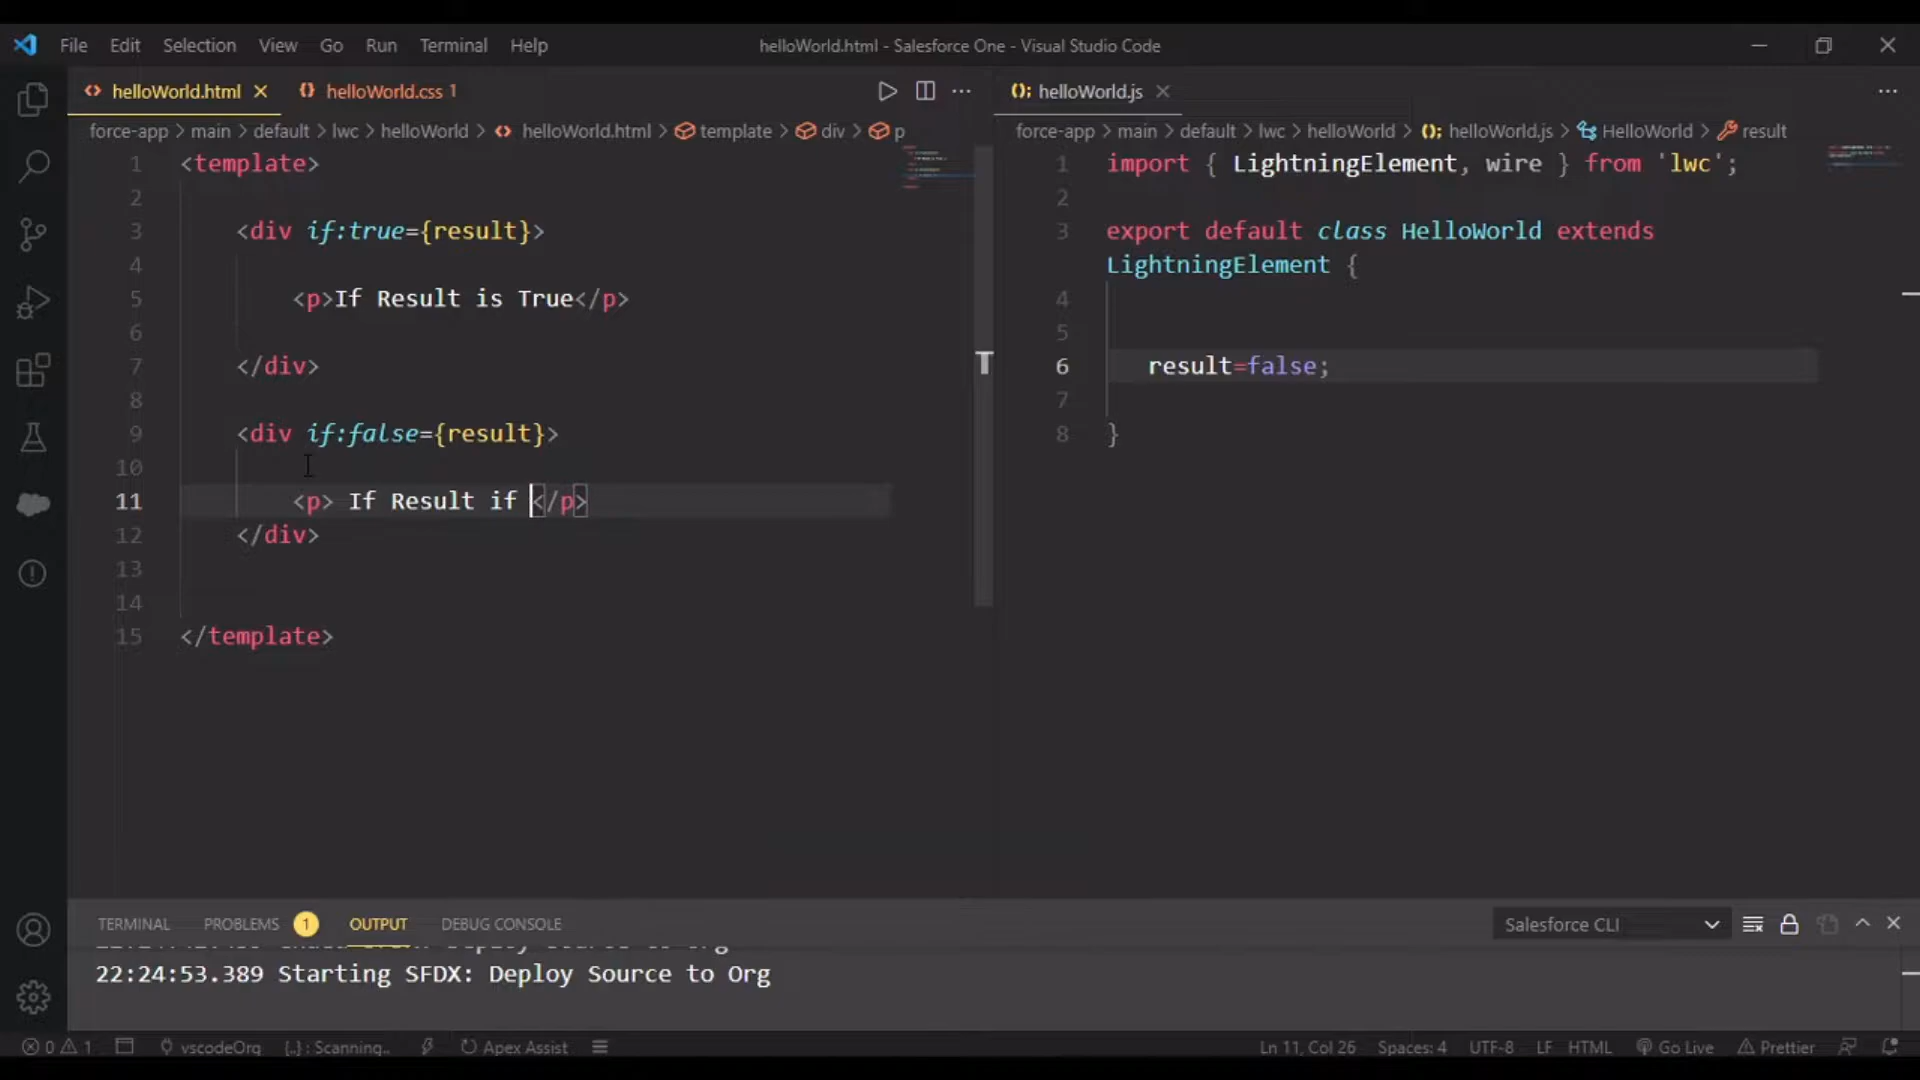 File Edit Selection View Go Run Terminal Help helloWorld.html - Salesforce One - Visual Studio Code
helloWorld.html helloWorld.css 1
helloWorld.js
force-app > main > default > lwc > helloWorld > helloWorld.html > template > div > p
force-app > main > default > lwc > helloWorld > helloWorld.js > HelloWorld > result
1 <template>
2
3 <div if:true={result}>
4
5 <p>If Result is True</p>
6
7 </div>
8
9 <div if:false={result}>
10
11 <p> If Result if </p>
12 </div>
13
14
15 </template>
1 import { LightningElement, wire } from 'lwc';
2
3 export default class HelloWorld extends
LightningElement {
4
5
6 result=false;
7
8 }
TERMINAL PROBLEMS 1 OUTPUT DEBUG CONSOLE Salesforce CLI
22:24:53.389 Starting SFDX: Deploy Source to Org
0 1 vscodeOrg {..} : Scanning.. Apex Assist Ln 11, Col 26 Spaces: 4 UTF-8 LF HTML Go Live Prettier